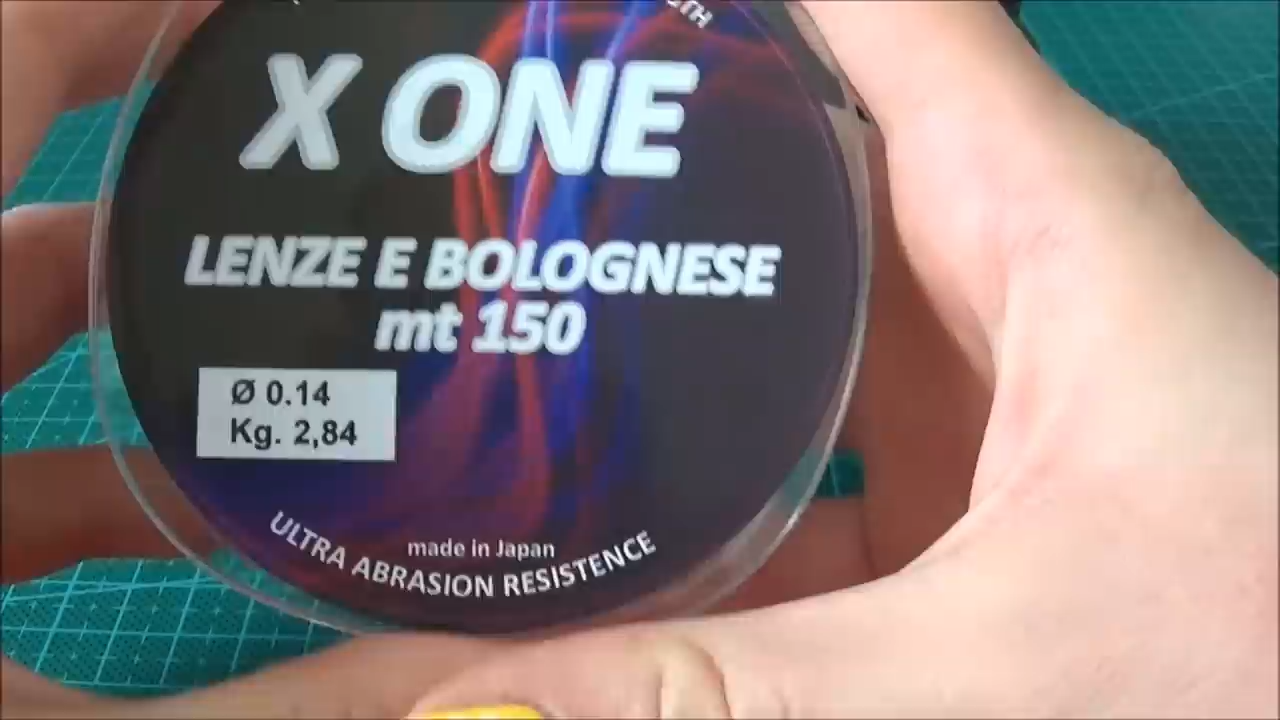 X ONE
LENZE E BOLOGNESE
mt 150
Ø 0.14
Kg. 2,84
made in Japan
ULTRA ABRASION RESISTENCE